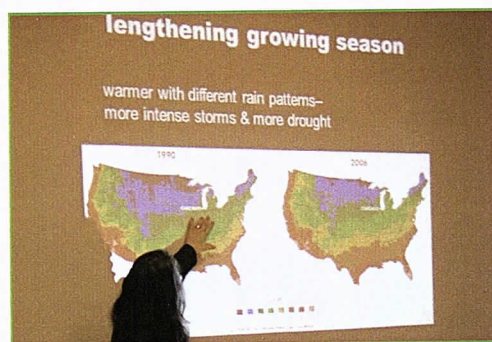 lengthening growing season
warmer with different rain patterns–
more intense storms & more drought
1990
2006